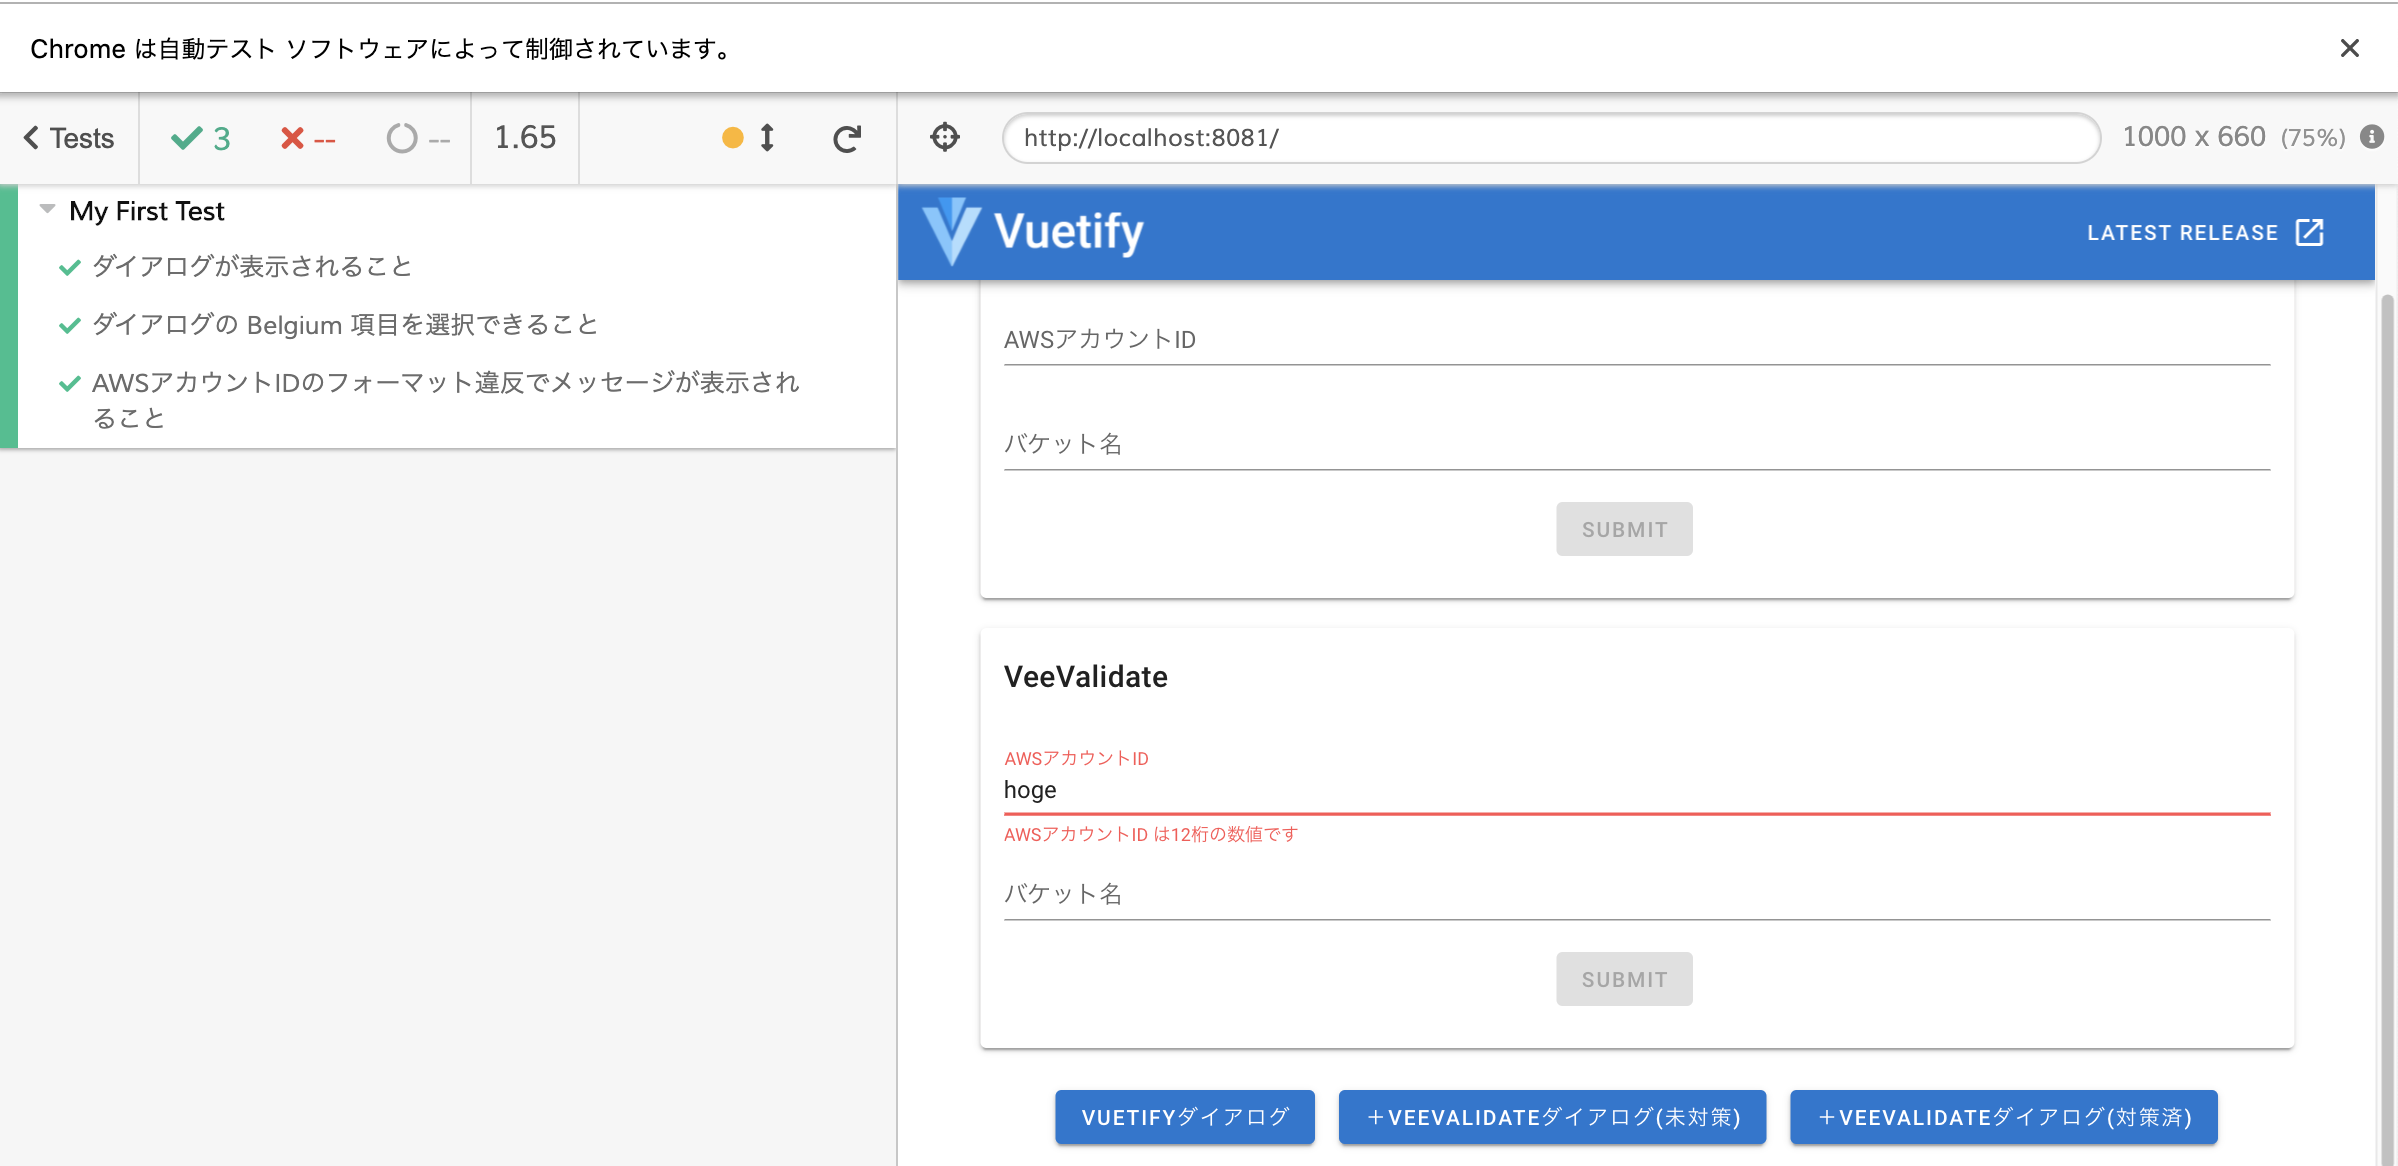 Chrome は自動テスト ソフトウェアによって制御されています。
Tests 3 -- -- 1.65
http://localhost:8081/ 1000 x 660 (75%)
My First Test
ダイアログが表示されること
ダイアログの Belgium 項目を選択できること
AWSアカウントIDのフォーマット違反でメッセージが表示され
ること
Vuetify
LATEST RELEASE
AWSアカウントID
バケット名
SUBMIT
VeeValidate
AWSアカウントID
hoge
AWSアカウントID は12桁の数値です
バケット名
SUBMIT
VUETIFYダイアログ
＋VEEVALIDATEダイアログ(未対策)
＋VEEVALIDATEダイアログ(対策済)